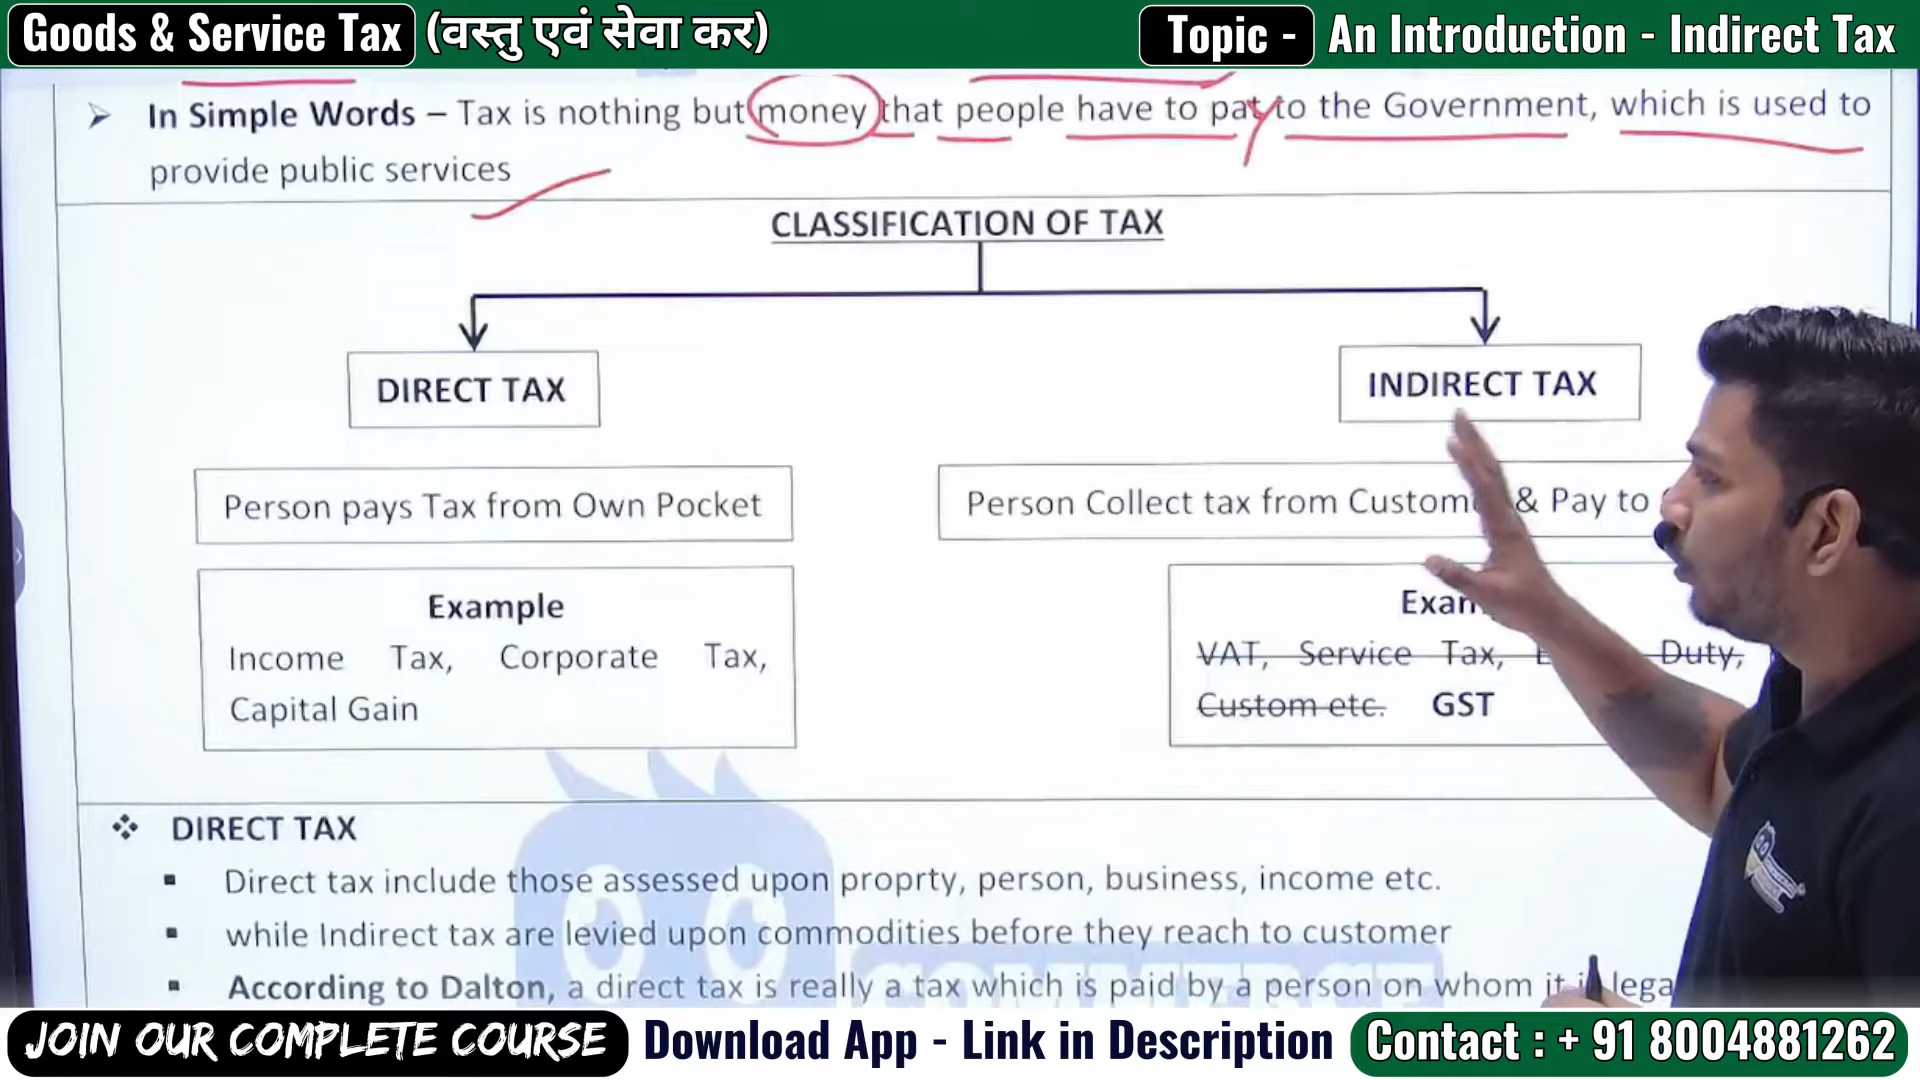 Goods & Service Tax (वस्तु एवं सेवा कर)
Topic - An Introduction - Indirect Tax
In Simple Words – Tax is nothing but money that people have to pay to the Government, which is used to
provide public services
CLASSIFICATION OF TAX
DIRECT TAX
INDIRECT TAX
Person pays Tax from Own Pocket
Person Collect tax from & Pay to
Example
Income Tax, Corporate Tax,
Capital Gain
VAT, Service Tax, Duty,
Custom etc. GST
❖ DIRECT TAX
▪ Direct tax include those assessed upon proprty, person, business, income etc.
▪ while Indirect tax are levied upon commodities before they reach to customer
▪ According to Dalton, a direct tax is really a tax which is paid by a person on whom it
JOIN OUR COMPLETE COURSE
Download App - Link in Description
Contact : + 91 8004881262